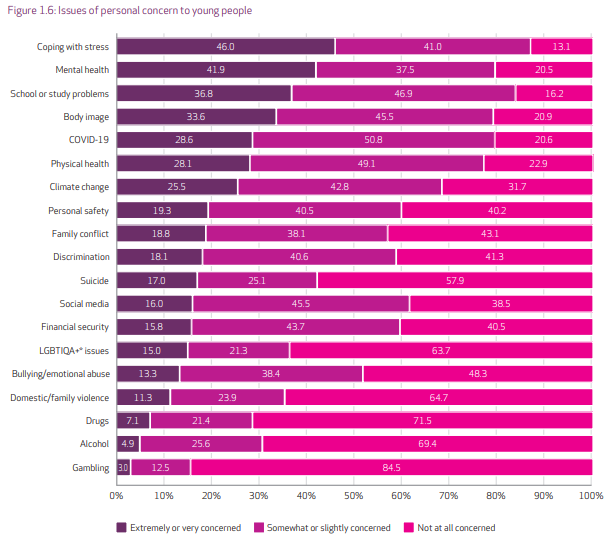 Figure 1.6: Issues of personal concern to young people
Coping with stress 46.0 41.0 13.1
Mental health 41.9 37.5 20.5
School or study problems 36.8 46.9 16.2
Body image 33.6 45.5 20.9
COVID-19 28.6 50.8 20.6
Physical health 28.1 49.1 22.9
Climate change 25.5 42.8 31.7
Personal safety 19.3 40.5 40.2
Family conflict 18.8 38.1 43.1
Discrimination 18.1 40.6 41.3
Suicide 17.0 25.1 57.9
Social media 16.0 45.5 38.5
Financial security 15.8 43.7 40.5
LGBTIQA+* issues 15.0 21.3 63.7
Bullying/emotional abuse 13.3 38.4 48.3
Domestic/family violence 11.3 23.9 64.7
Drugs 7.1 21.4 71.5
Alcohol 4.9 25.6 69.4
Gambling 3.0 12.5 84.5
0% 10% 20% 30% 40% 50% 60% 70% 80% 90% 100%
Extremely or very concerned Somewhat or slightly concerned Not at all concerned